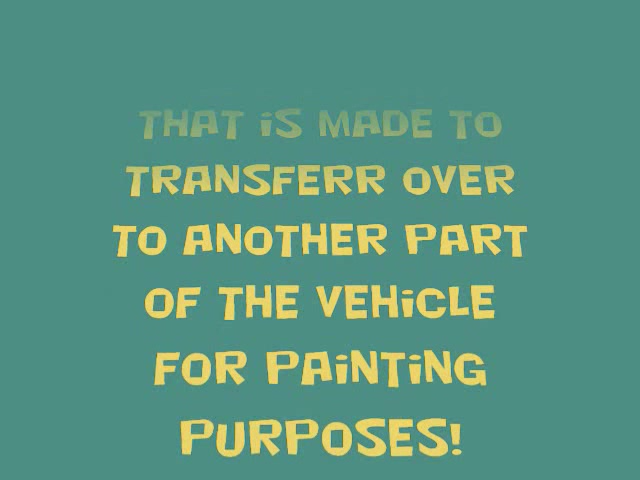 THAT iS MADE TO
TRANSFERR OVER
TO ANOTHER PART
OF THE VEHiCLE
FOR PAiNTiNG
PURPOSES!